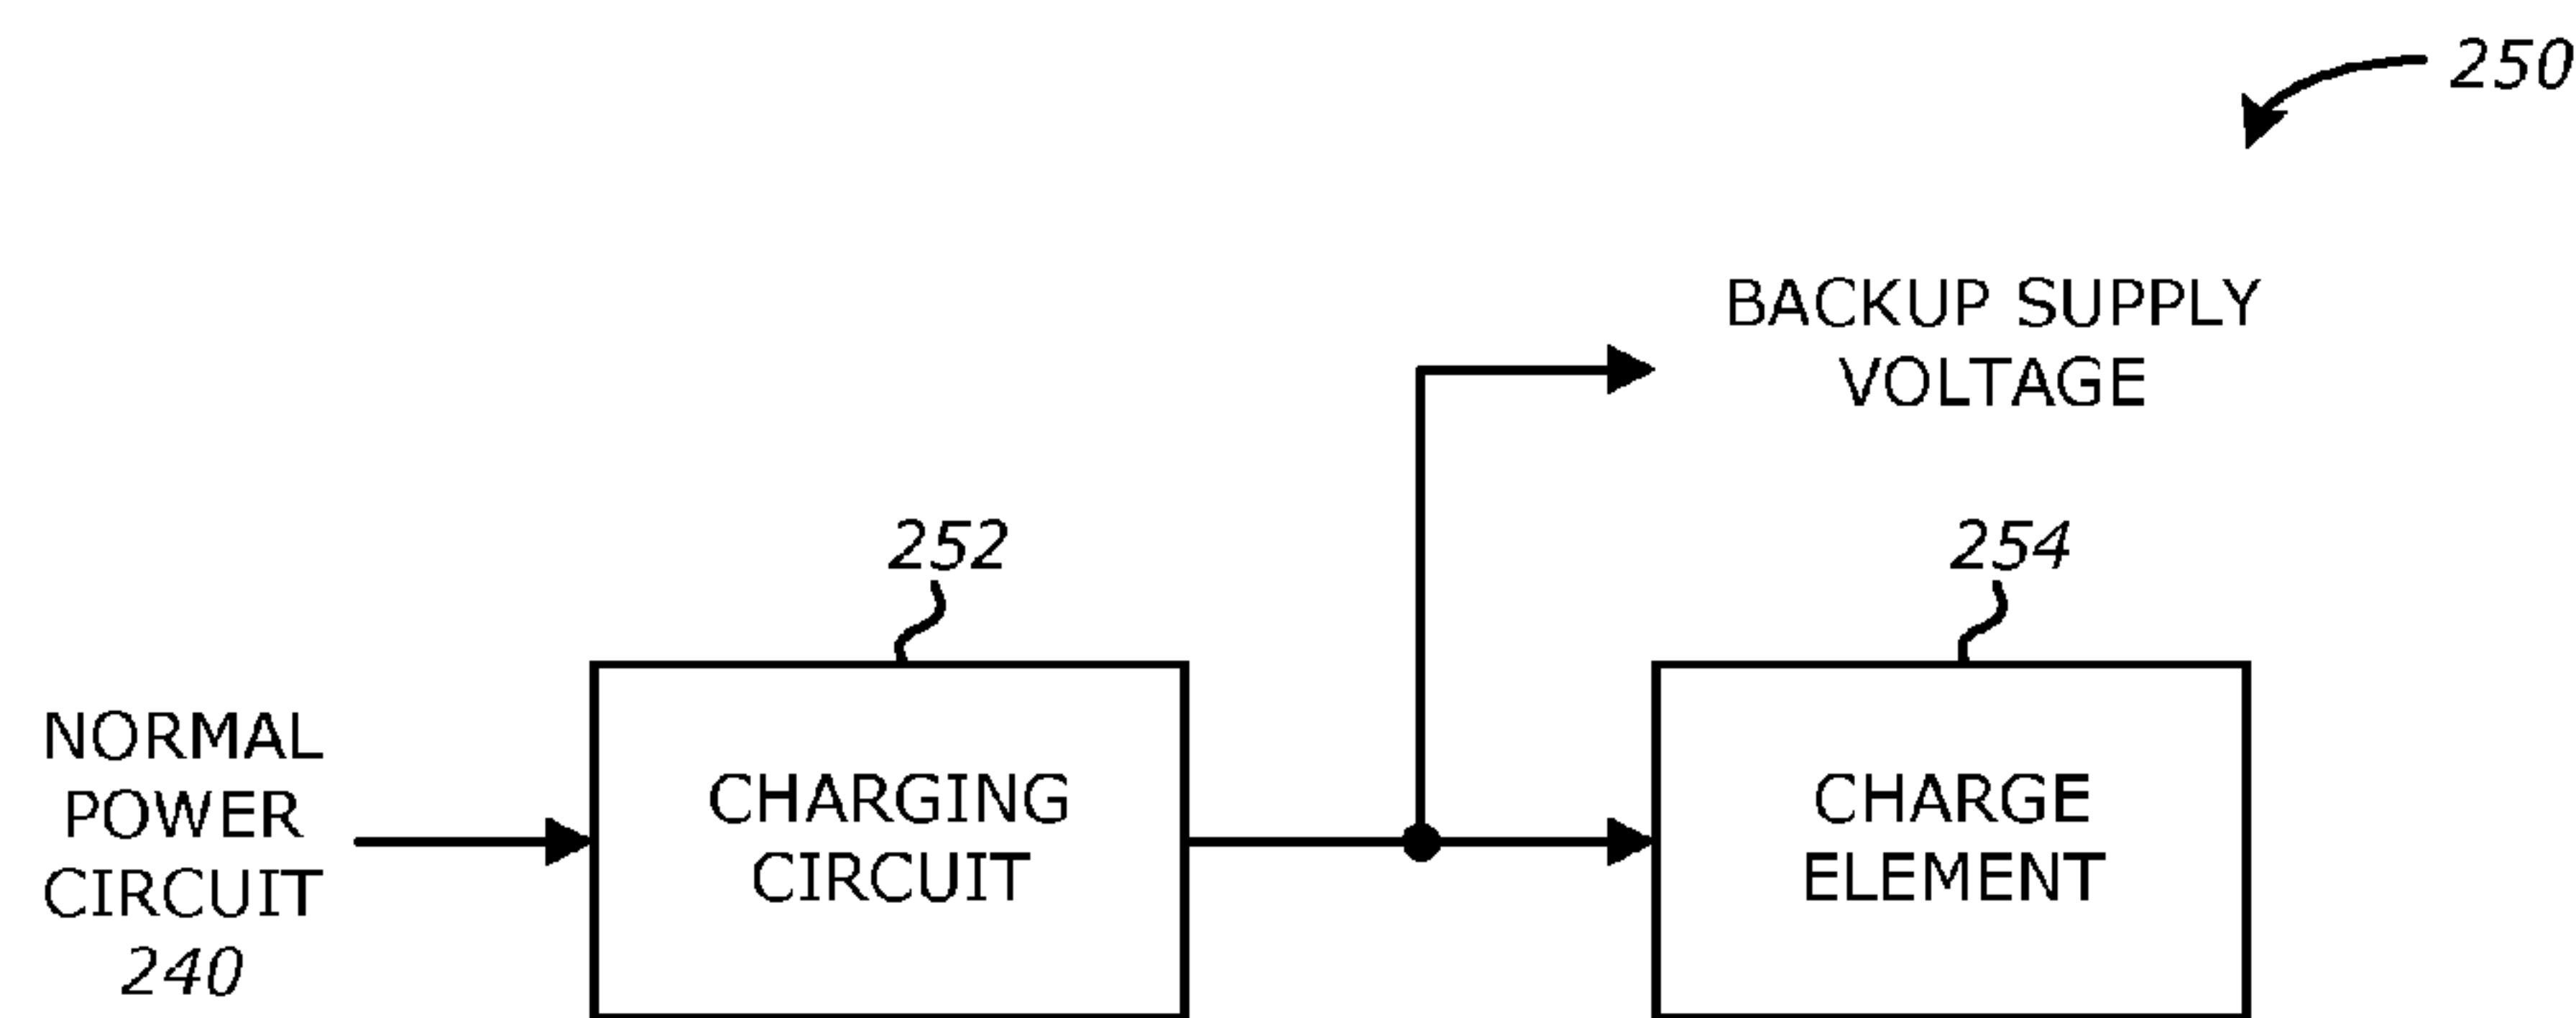 250
BACKUP SUPPLY
VOLTAGE
252
254
NORMAL
POWER
CIRCUIT
240
CHARGING
CIRCUIT
CHARGE
ELEMENT